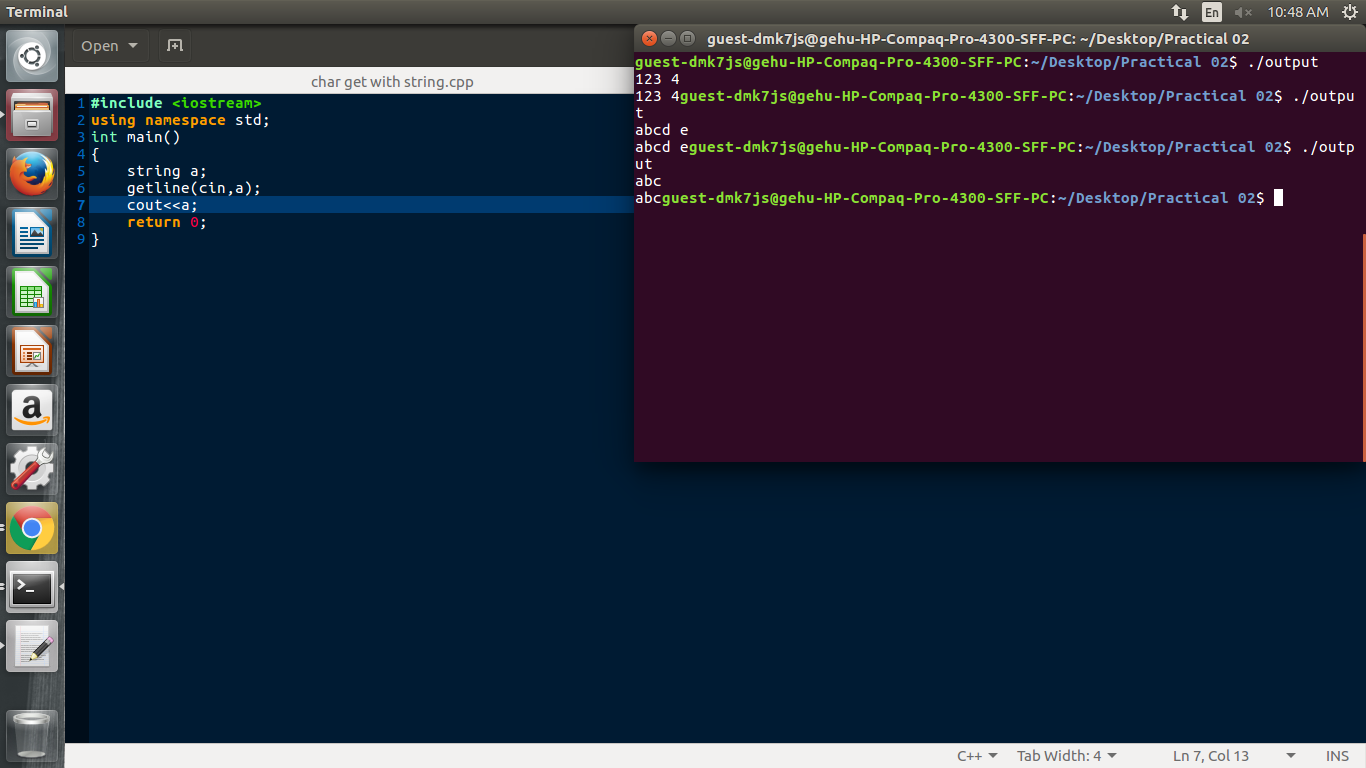 Terminal
En
10:48 AM
Open
char get with string.cpp
1 #include <iostream>
2 using namespace std;
3 int main()
4 {
5     string a;
6     getline(cin,a);
7     cout<<a;
8     return 0;
9 }
guest-dmk7js@gehu-HP-Compaq-Pro-4300-SFF-PC: ~/Desktop/Practical 02
guest-dmk7js@gehu-HP-Compaq-Pro-4300-SFF-PC:~/Desktop/Practical 02$ ./output
123 4
123 4guest-dmk7js@gehu-HP-Compaq-Pro-4300-SFF-PC:~/Desktop/Practical 02$ ./outpu
t
abcd e
abcd eguest-dmk7js@gehu-HP-Compaq-Pro-4300-SFF-PC:~/Desktop/Practical 02$ ./outp
ut
abc
abcguest-dmk7js@gehu-HP-Compaq-Pro-4300-SFF-PC:~/Desktop/Practical 02$
a
>_
C++
Tab Width: 4
Ln 7, Col 13
INS